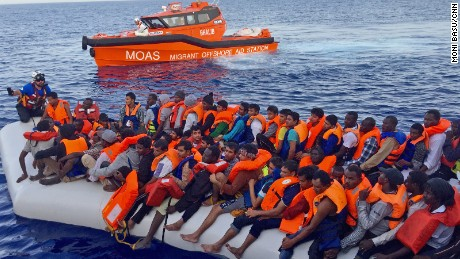 MOAS
MIGRANT OFFSHORE AID STATION
MONI BASU/CNN